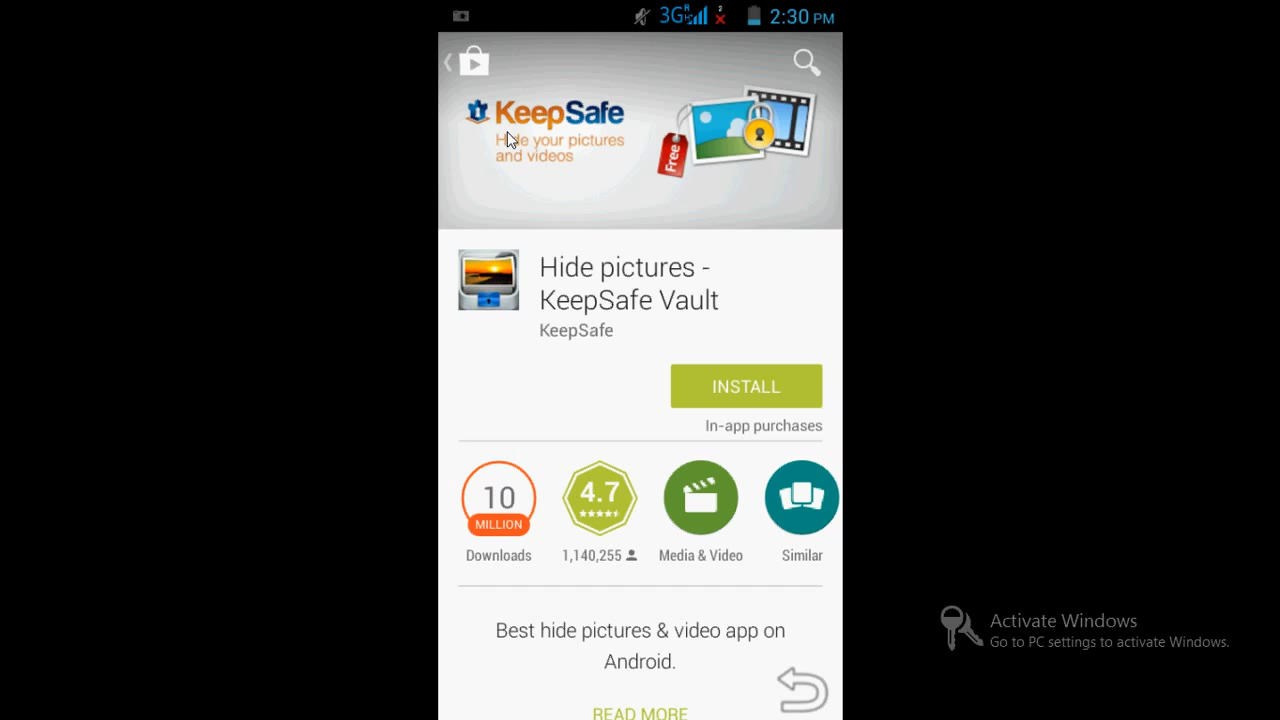 3G R H 2 2:30 PM
KeepSafe
Hide your pictures
and videos
Free
Hide pictures -
KeepSafe Vault
KeepSafe
INSTALL
In-app purchases
10
MILLION
4.7
Downloads
1,140,255
Media & Video
Similar
Best hide pictures & video app on
Android.
READ MORE
Activate Windows
Go to PC settings to activate Windows.